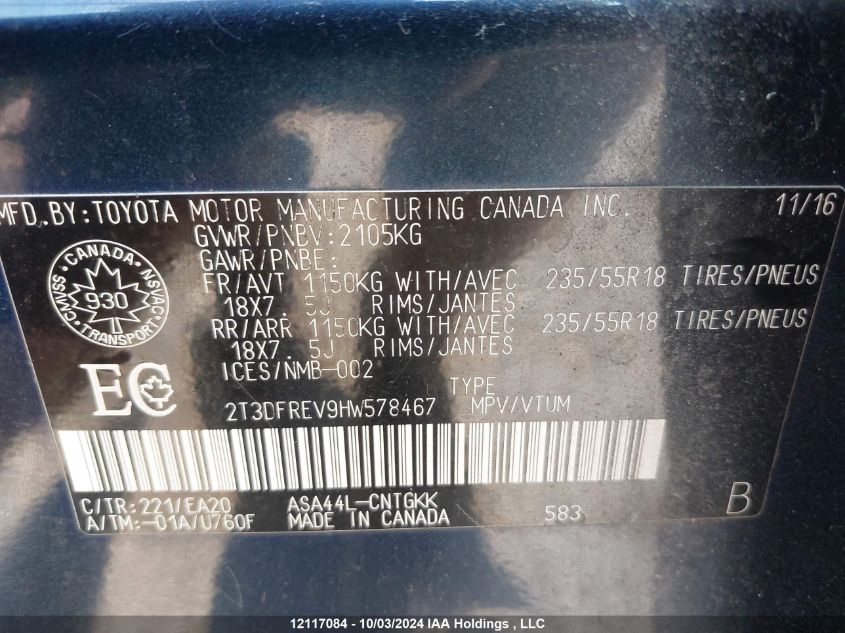 MFD.BY:TOYOTA MOTOR MANUFACTURING CANADA INC. 11/16
GVWR/PNBV:2105KG
GAWR/PNBE:
FR/AVT 1150KG WITH/AVEC 235/55R18 TIRES/PNEUS
18X7.5J RIMS/JANTES
RR/ARR 1150KG WITH/AVEC 235/55R18 TIRES/PNEUS
18X7.5J RIMS/JANTES
ICES/NMB-002
CANADA
CMVSS
930
NSVAC
TRANSPORT
EC
TYPE
2T3DFREV9HW578467 MPV/VTUM
C/TR:221/EA20 ASA44L-CNTGKK
A/TM:-01A/U760F MADE IN CANADA 583 B
12117084 - 10/03/2024 IAA Holdings , LLC